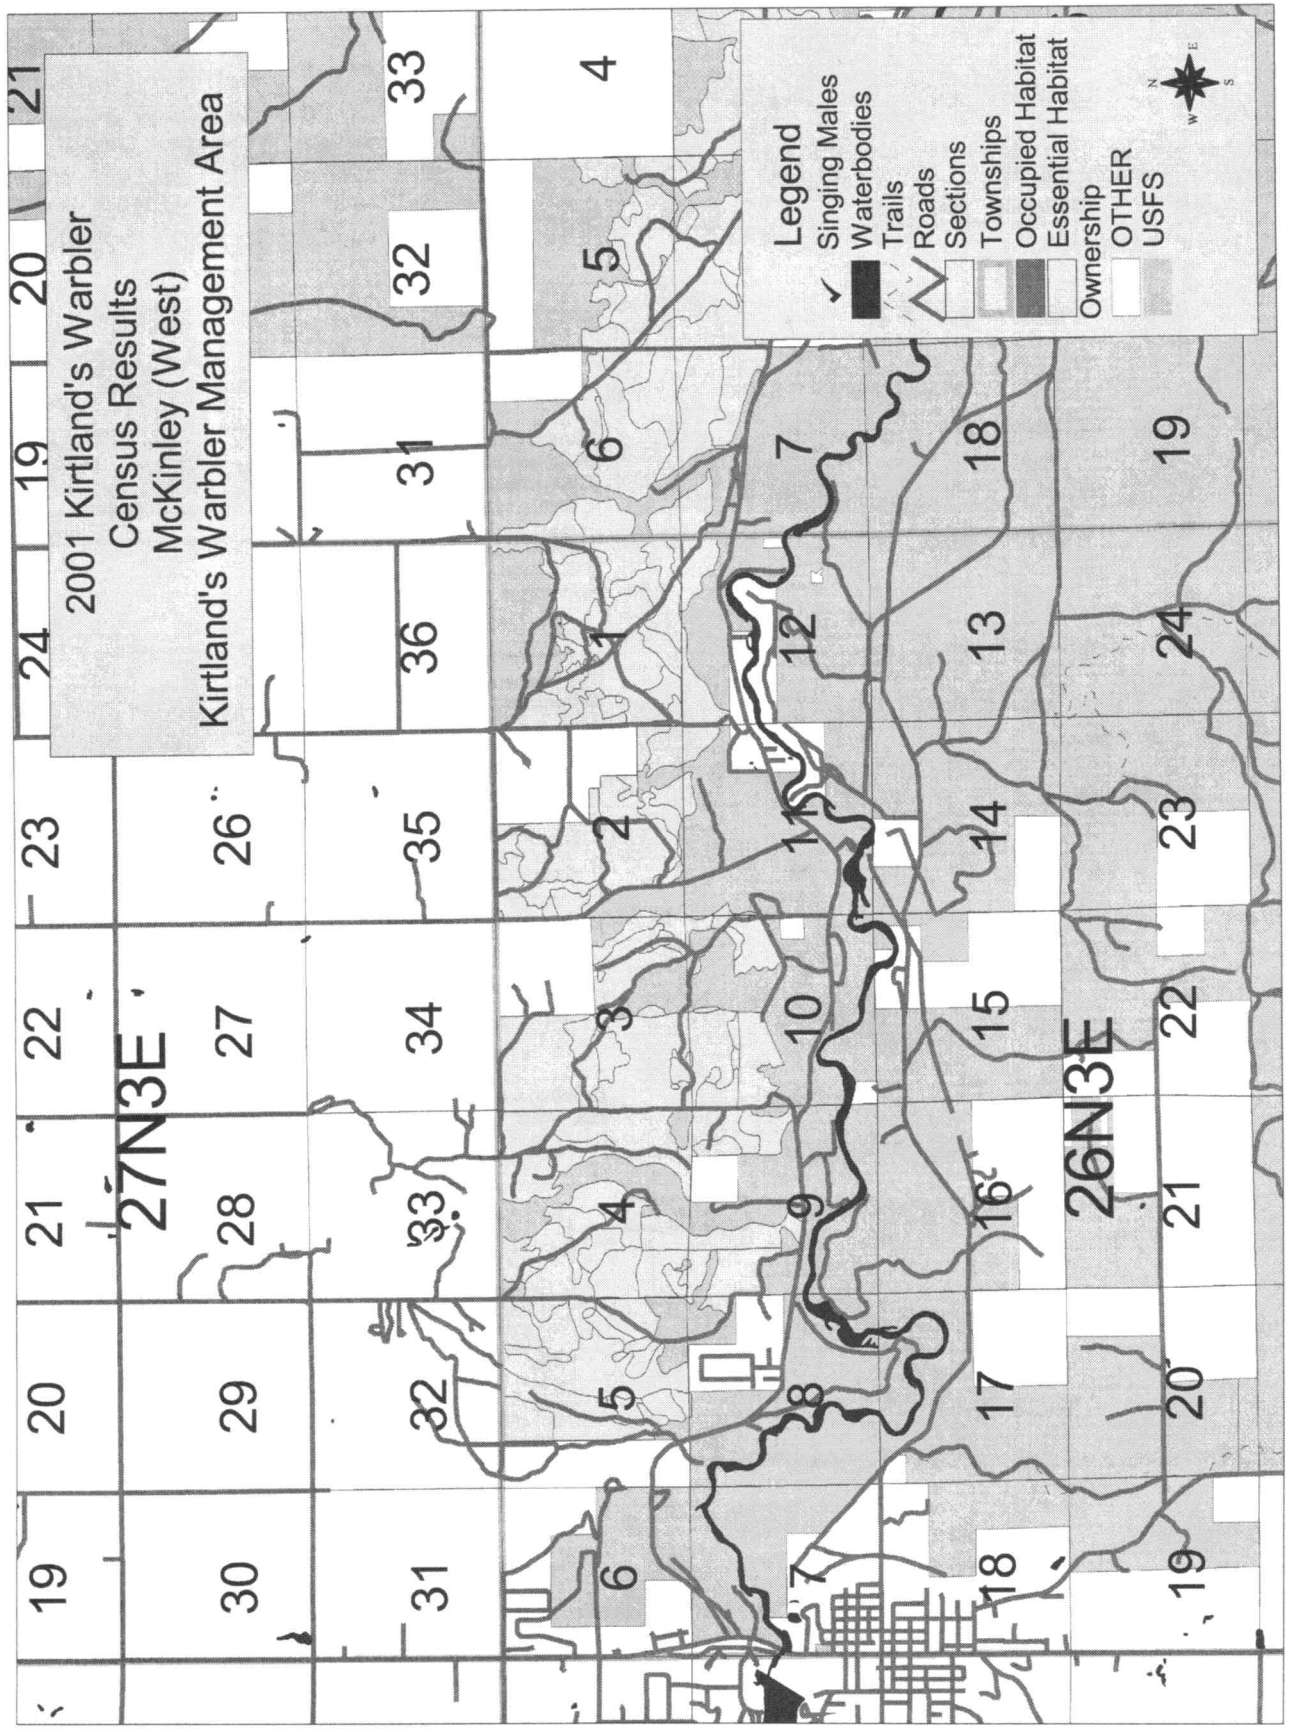 19 20 21 22 23 24 19 20 21
2001 Kirtland's Warbler
Census Results
McKinley (West)
Kirtland's Warbler Management Area
27N3E
30 29 28 27 26
31 32 33 34 35 36 31 32 33
6 5 4 3 2 1 6 5 4
7 8 9 10 11 12 7
18 17 16 15 14 13 18
26N3E
19 20 21 22 23 24 19
Legend
Singing Males
Waterbodies
Trails
Roads
Sections
Townships
Occupied Habitat
Essential Habitat
Ownership
OTHER
USFS
N
W E
S